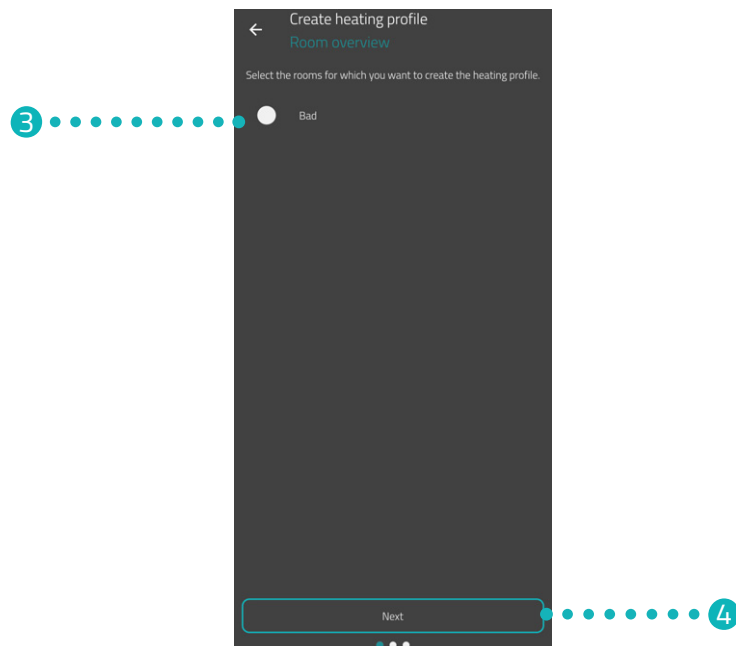 Create heating profile
Room overview
Select the rooms for which you want to create the heating profile.
3
Bad
Next
4